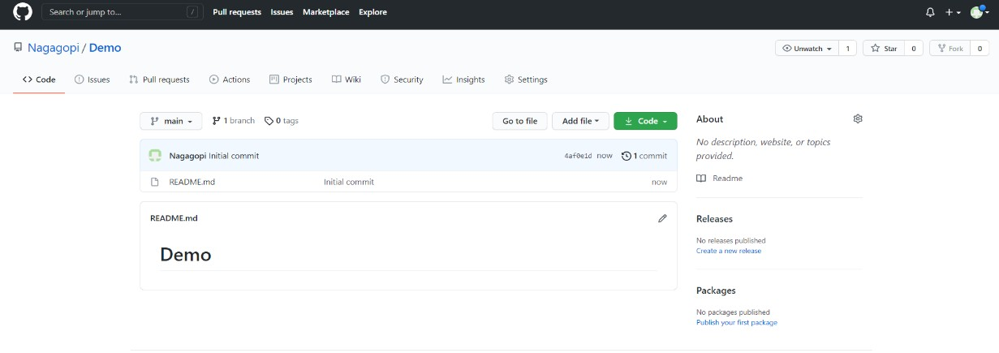 Search or jump to... / Pull requests Issues Marketplace Explore
Nagagopi / Demo Unwatch 1 Star 0 Fork 0
Code Issues Pull requests Actions Projects Wiki Security Insights Settings
main 1 branch 0 tags Go to file Add file Code
Nagagopi Initial commit 4af0e1d now 1 commit
README.md Initial commit now
README.md
Demo
About
No description, website, or topics
provided.
Readme
Releases
No releases published
Create a new release
Packages
No packages published
Publish your first package